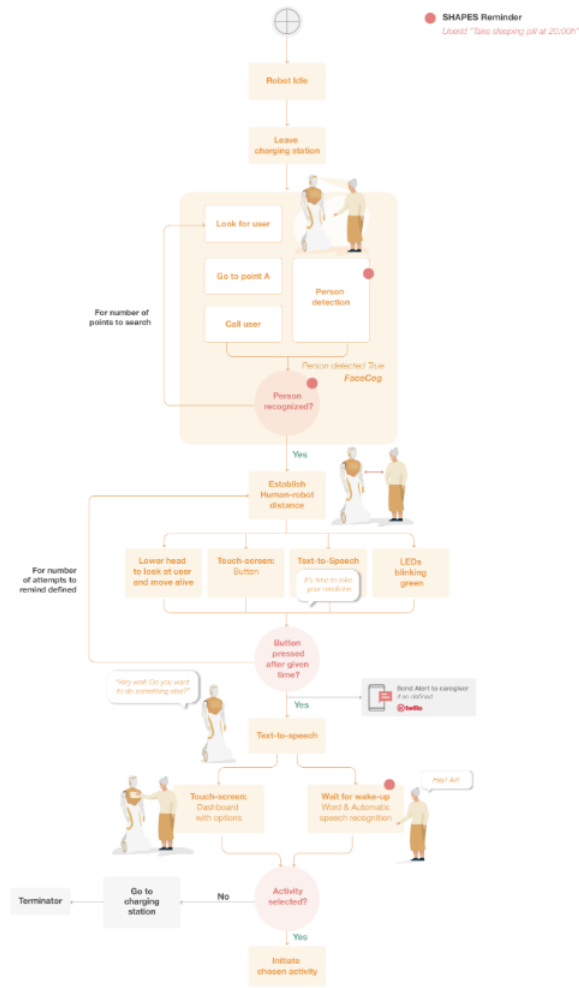 SHAPES Reminder
UserId "Take sleeping pill at 20:00h"
Robot Idle
Leave
charging station
Look for user
Go to point A
Call user
Person
detection
For number of
points to search
Person detected True
FaceCog
Person
recognized?
Yes
Establish
Human-robot
distance
For number
of attempts to
remind defined
Lower head
to look at user
and move alive
Touch-screen:
Button
Text-to-Speech
It's time to take
your medicine.
LEDs
blinking
green
Button
pressed
after given
time?
"Very well! Do you want
to do something else?"
Yes
Send Alert to caregiver
if so defined
twilio
Text-to-speech
Touch-screen:
Dashboard
with options
Wait for wake-up
Word & Automatic
speech recognition
Hey! Ari!
Activity
selected?
No
Go to
charging
station
Terminator
Yes
Initiate
chosen activity